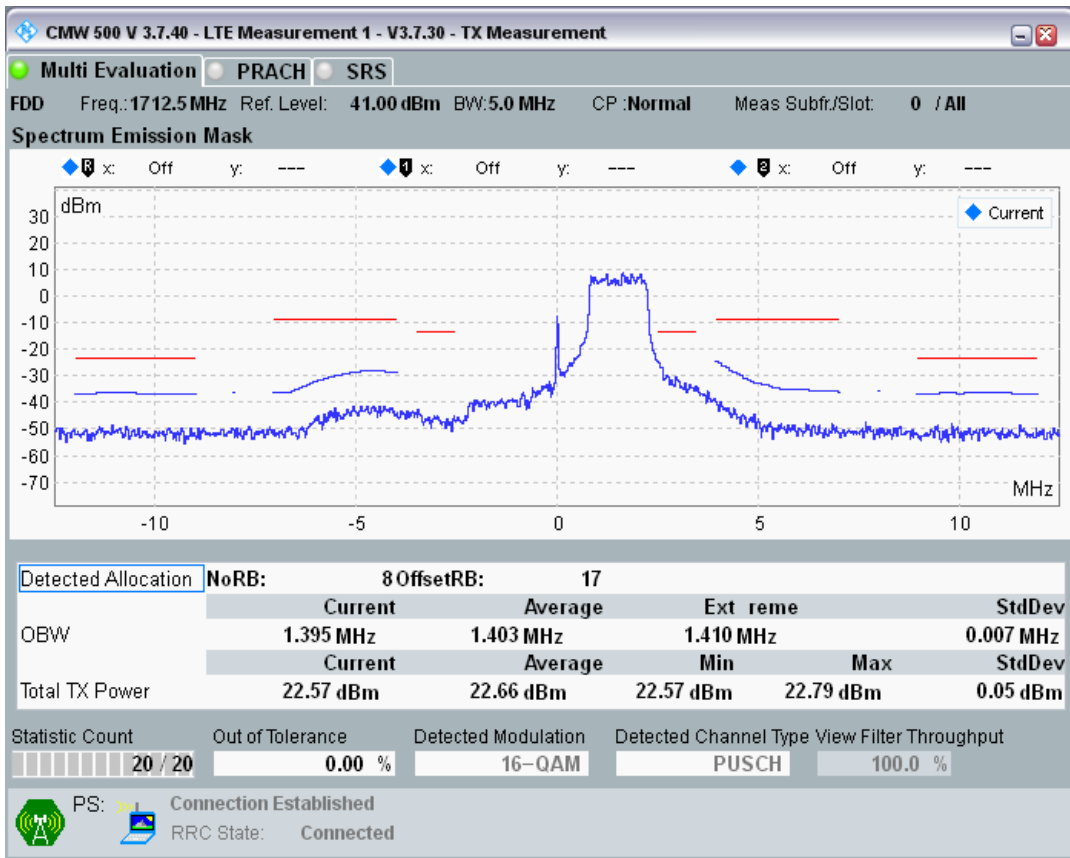 CMW 500 V 3.7.40 - LTE Measurement 1 - V3.7.30 - TX Measurement
Multi Evaluation PRACH SRS
FDD Freq.:1712.5 MHz Ref. Level: 41.00 dBm BW:5.0 MHz CP :Normal Meas Subfr./Slot: 0 / All
Spectrum Emission Mask
R x: Off y: --- 1 x: Off y: --- 2 x: Off y: ---
dBm
Current
30
20
10
0
-10
-20
-30
-40
-50
-60
-70
MHz
-10 -5 0 5 10
Detected Allocation NoRB: 8 OffsetRB: 17
Current Average Ext reme StdDev
OBW 1.395 MHz 1.403 MHz 1.410 MHz 0.007 MHz
Current Average Min Max StdDev
Total TX Power 22.57 dBm 22.66 dBm 22.57 dBm 22.79 dBm 0.05 dBm
Statistic Count Out of Tolerance Detected Modulation Detected Channel Type View Filter Throughput
20 / 20 0.00 % 16-QAM PUSCH 100.0 %
PS: Connection Established
RRC State: Connected